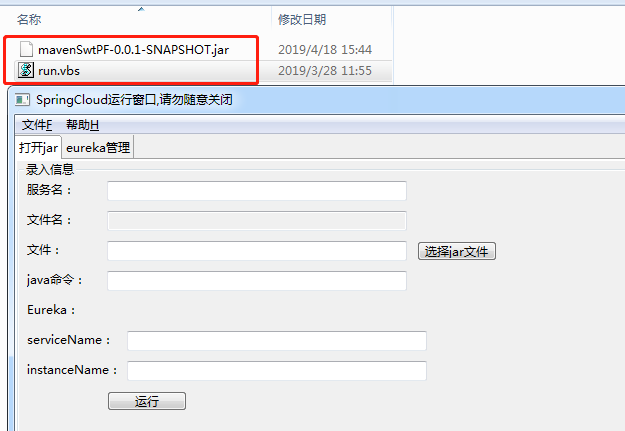 名称 修改日期
mavenSwtPF-0.0.1-SNAPSHOT.jar 2019/4/18 15:44
run.vbs 2019/3/28 11:55
SpringCloud运行窗口,请勿随意关闭
文件F 帮助H
打开jar eureka管理
录入信息
服务名：
文件名：
文件： 选择jar文件
java命令：
Eureka：
serviceName：
instanceName：
运行